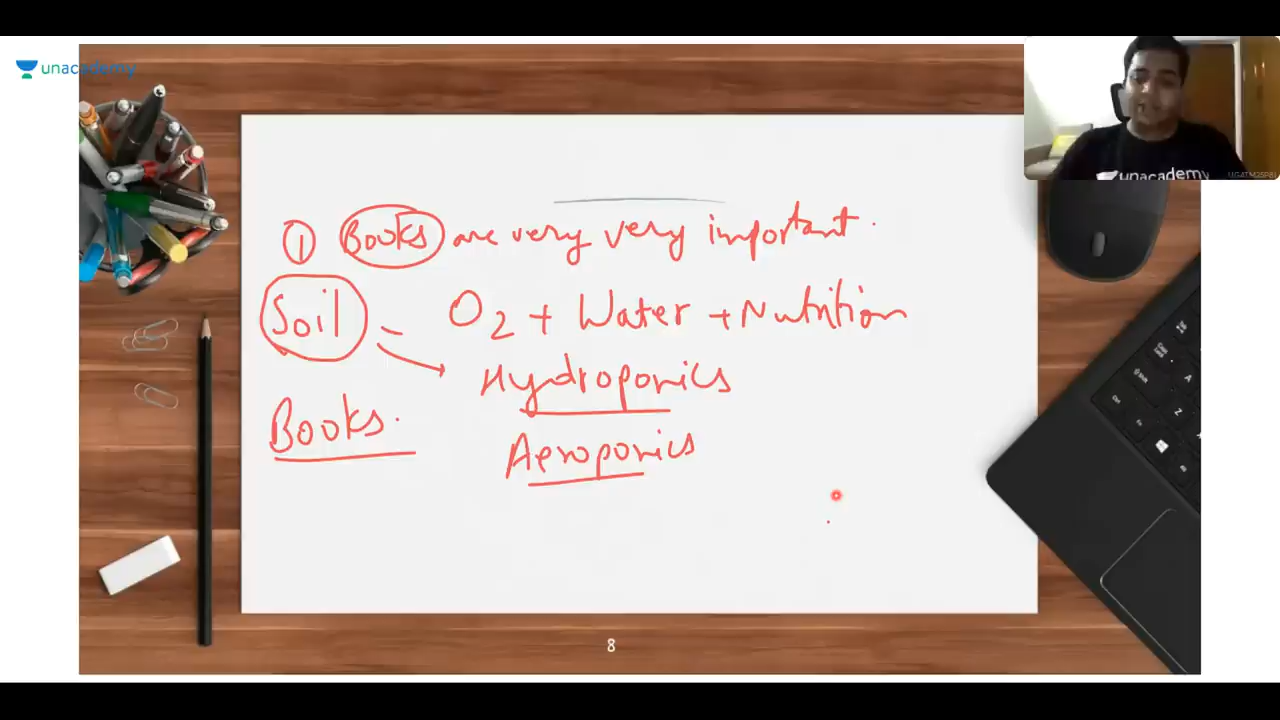 unacademy
① Books are very very important.
Soil O₂ + Water + Nutrition
Hydroponics
Books.
Aeroponics
unacademy
8